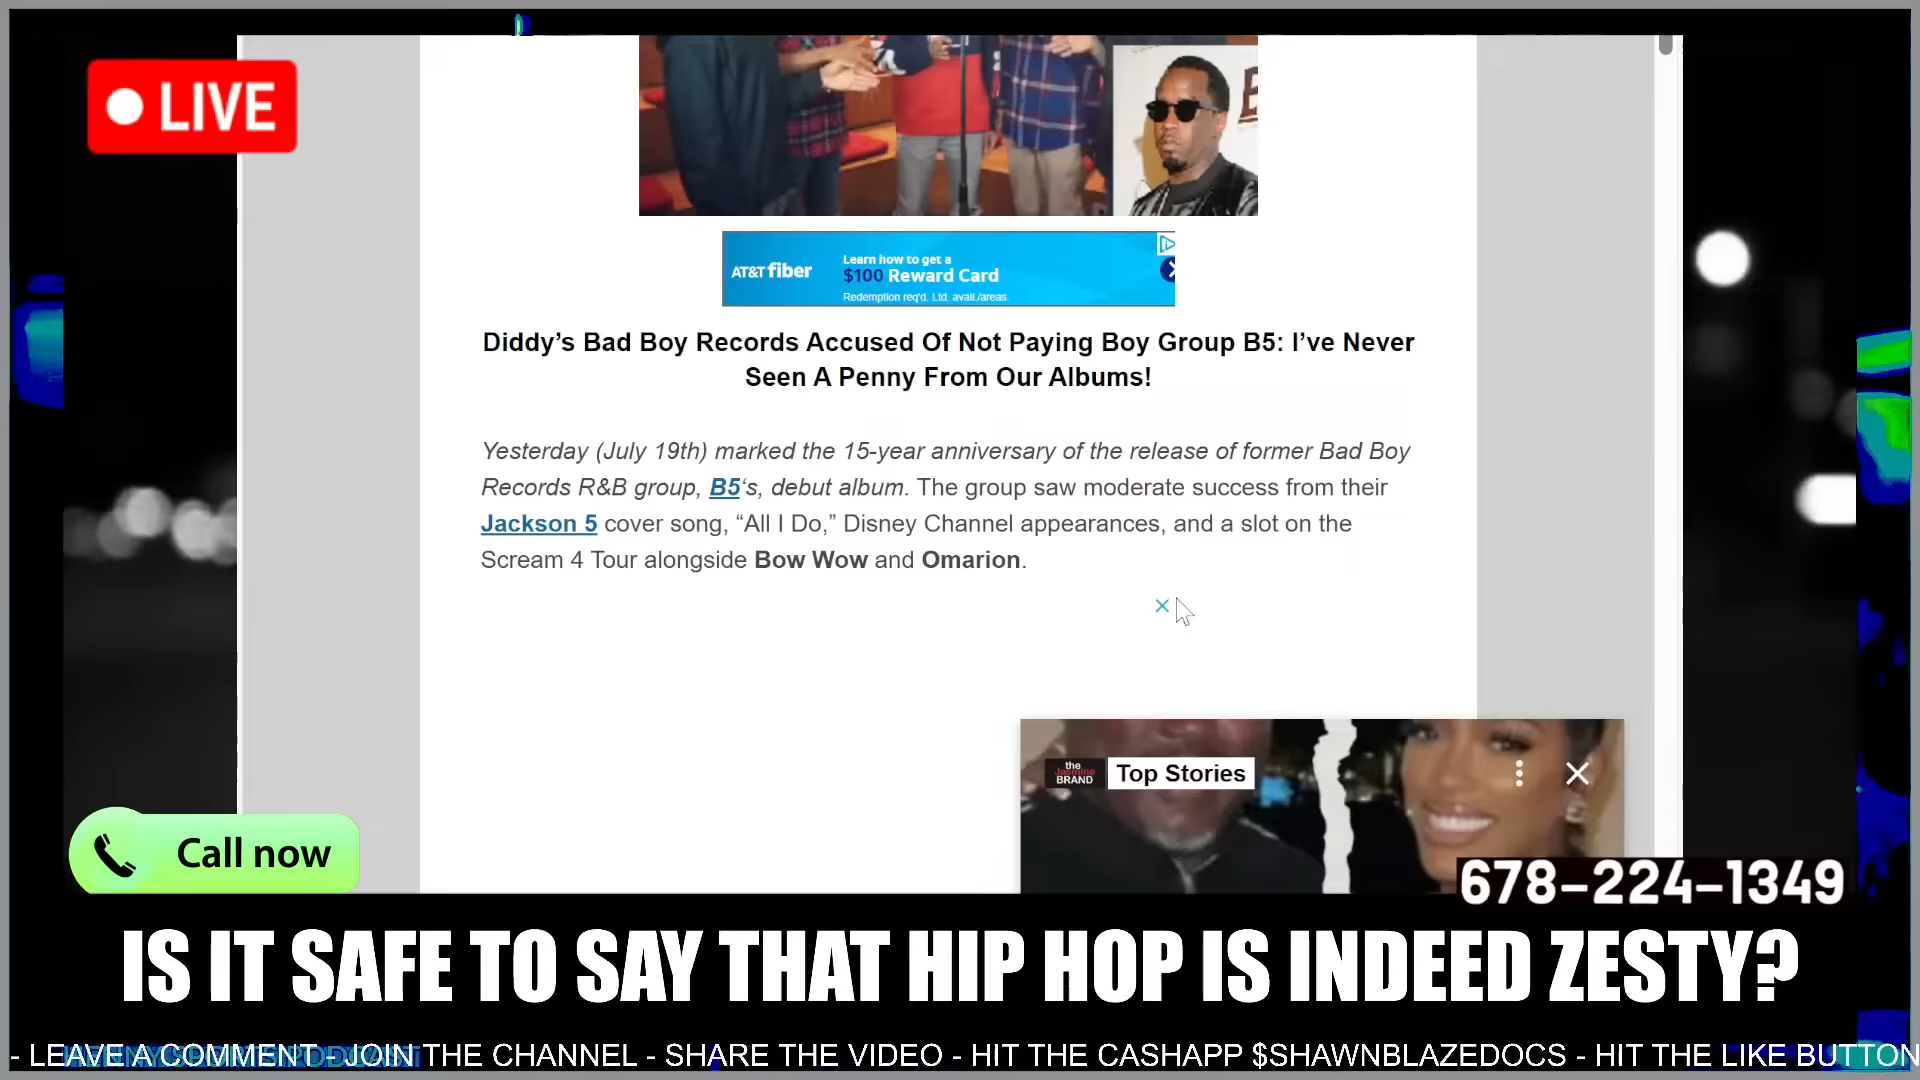 LIVE
AT&T fiber
Learn how to get a
$100 Reward Card
Redemption req'd. Ltd. avail./areas.
Diddy’s Bad Boy Records Accused Of Not Paying Boy Group B5: I’ve Never
Seen A Penny From Our Albums!
Yesterday (July 19th) marked the 15-year anniversary of the release of former Bad Boy
Records R&B group, B5‘s, debut album. The group saw moderate success from their
Jackson 5 cover song, “All I Do,” Disney Channel appearances, and a slot on the
Scream 4 Tour alongside Bow Wow and Omarion.
the
Jasmine
BRAND
Top Stories
Call now
678-224-1349
IS IT SAFE TO SAY THAT HIP HOP IS INDEED ZESTY?
- LEAVE A COMMENT - JOIN THE CHANNEL - SHARE THE VIDEO - HIT THE CASHAPP $SHAWNBLAZEDOCS - HIT THE LIKE BUTTON